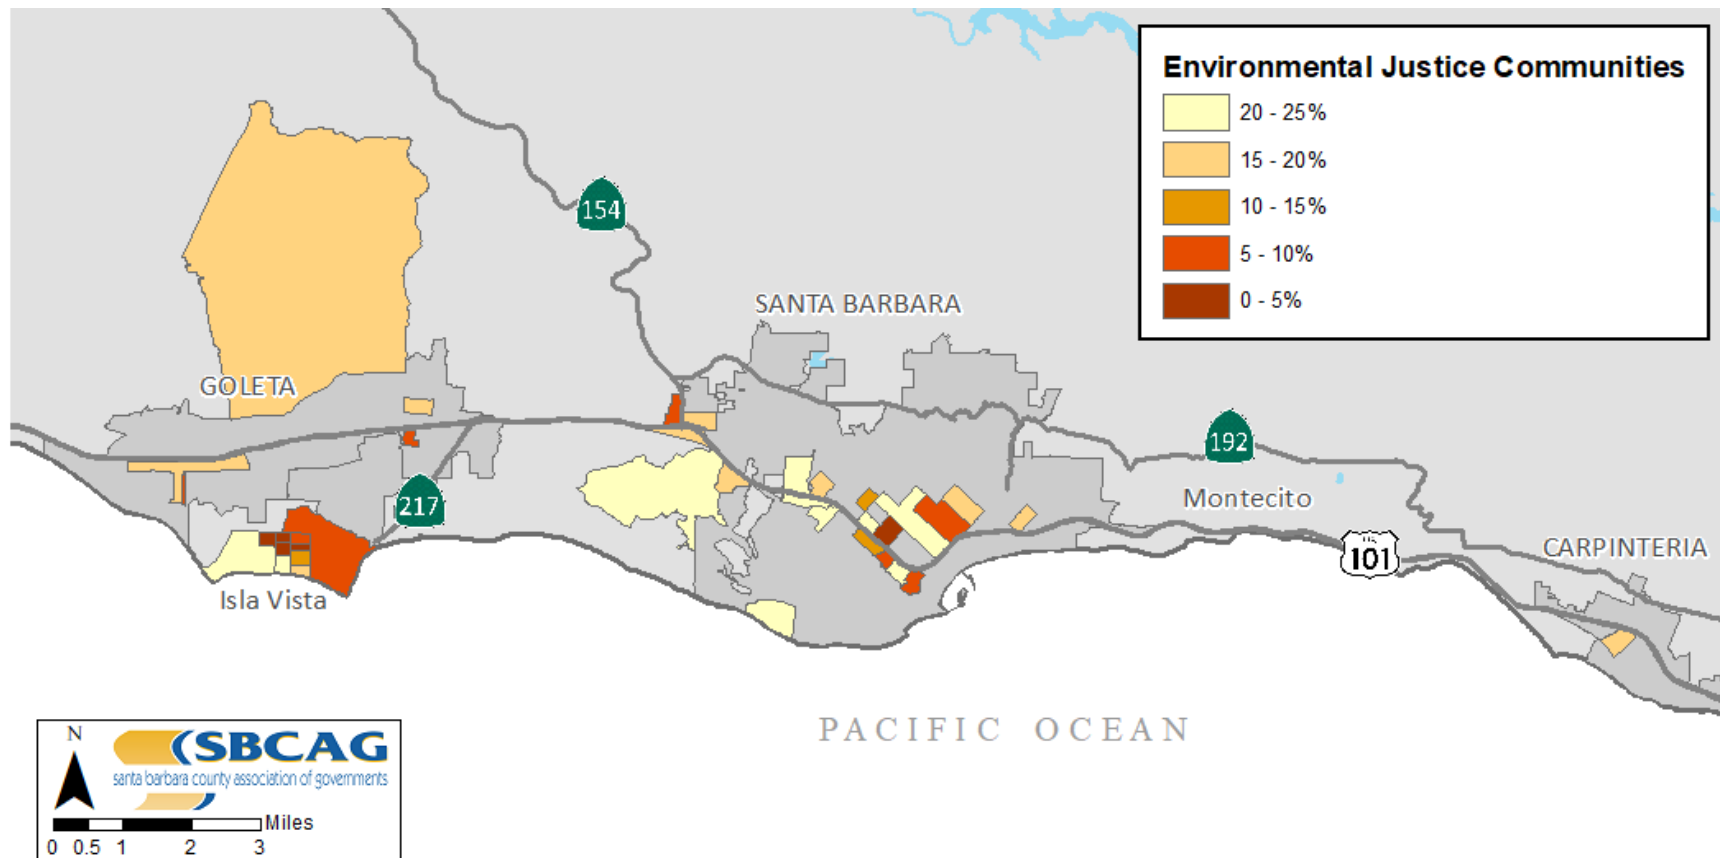 Environmental Justice Communities
20 - 25%
15 - 20%
10 - 15%
5 - 10%
0 - 5%
154
SANTA BARBARA
GOLETA
192
217
Montecito
US
101
CARPINTERIA
Isla Vista
PACIFIC OCEAN
N
SBCAG
santa barbara county association of governments
Miles
0 0.5 1 2 3